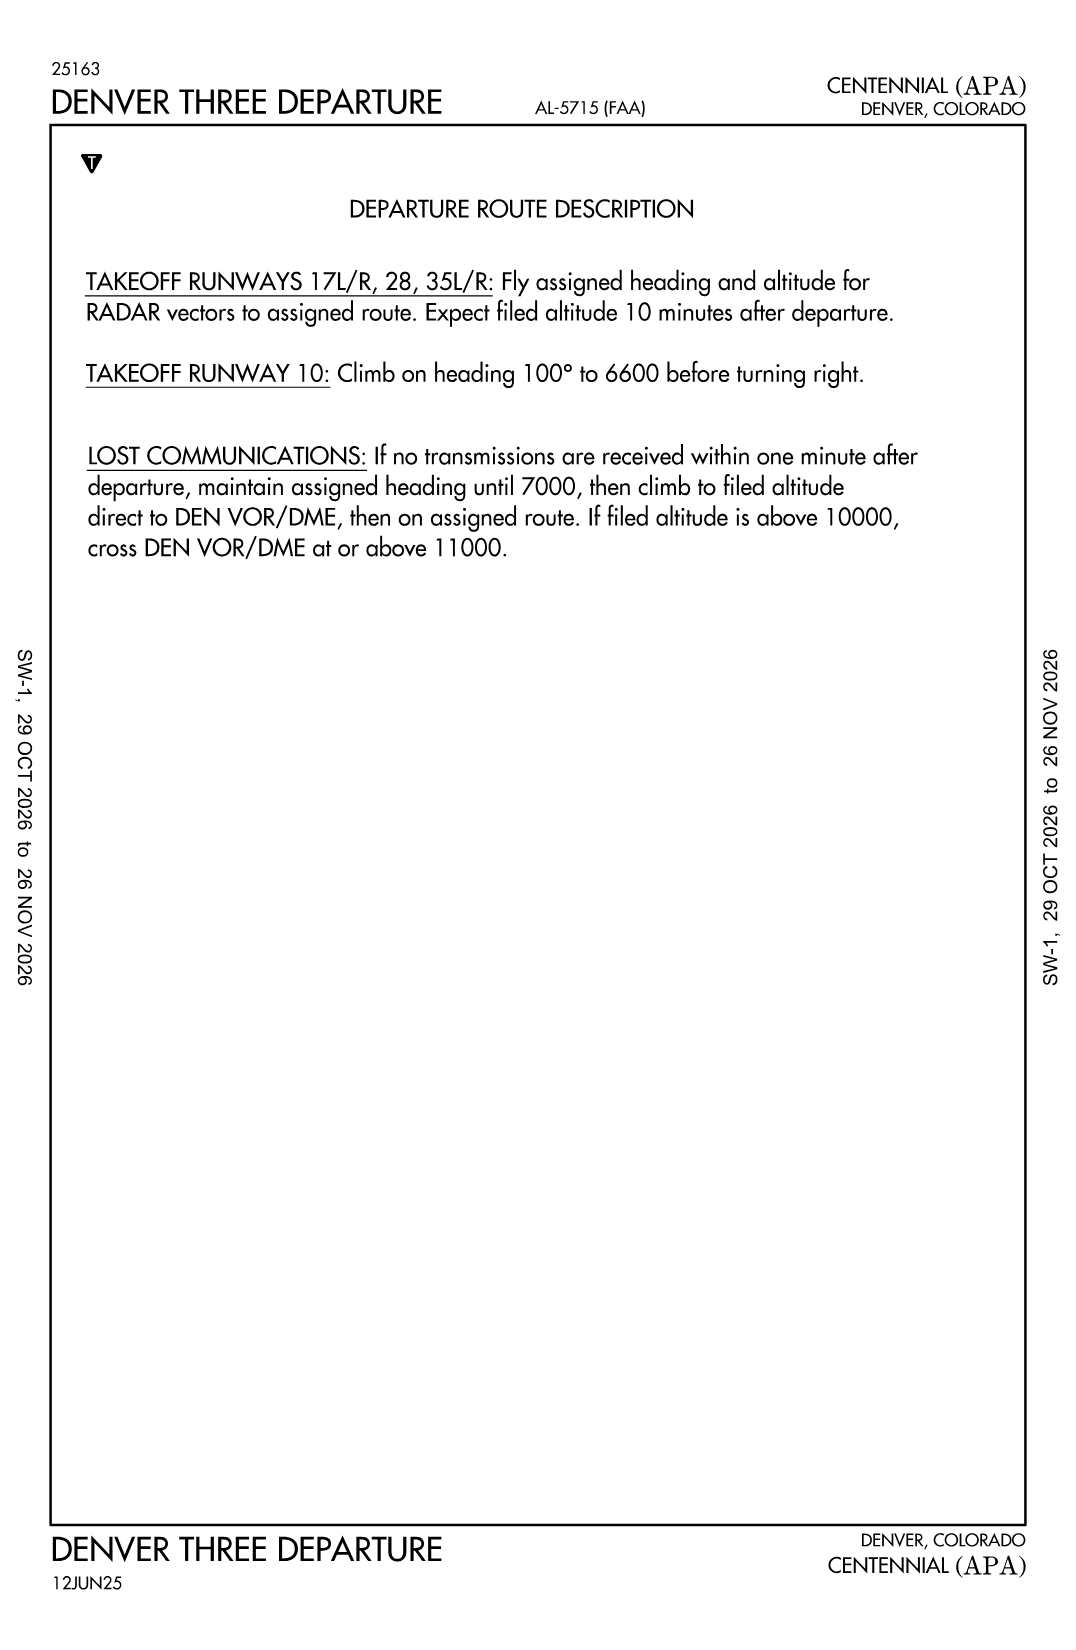 25163
DENVER THREE DEPARTURE
AL-5715 (FAA)
CENTENNIAL (APA)
DENVER, COLORADO
T
DEPARTURE ROUTE DESCRIPTION
TAKEOFF RUNWAYS 17L/R, 28, 35L/R: Fly assigned heading and altitude for
RADAR vectors to assigned route. Expect filed altitude 10 minutes after departure.
TAKEOFF RUNWAY 10: Climb on heading 100° to 6600 before turning right.
LOST COMMUNICATIONS: If no transmissions are received within one minute after
departure, maintain assigned heading until 7000, then climb to filed altitude
direct to DEN VOR/DME, then on assigned route. If filed altitude is above 10000,
cross DEN VOR/DME at or above 11000.
SW-1, 29 OCT 2026 to 26 NOV 2026
SW-1, 29 OCT 2026 to 26 NOV 2026
DENVER THREE DEPARTURE
12JUN25
DENVER, COLORADO
CENTENNIAL (APA)